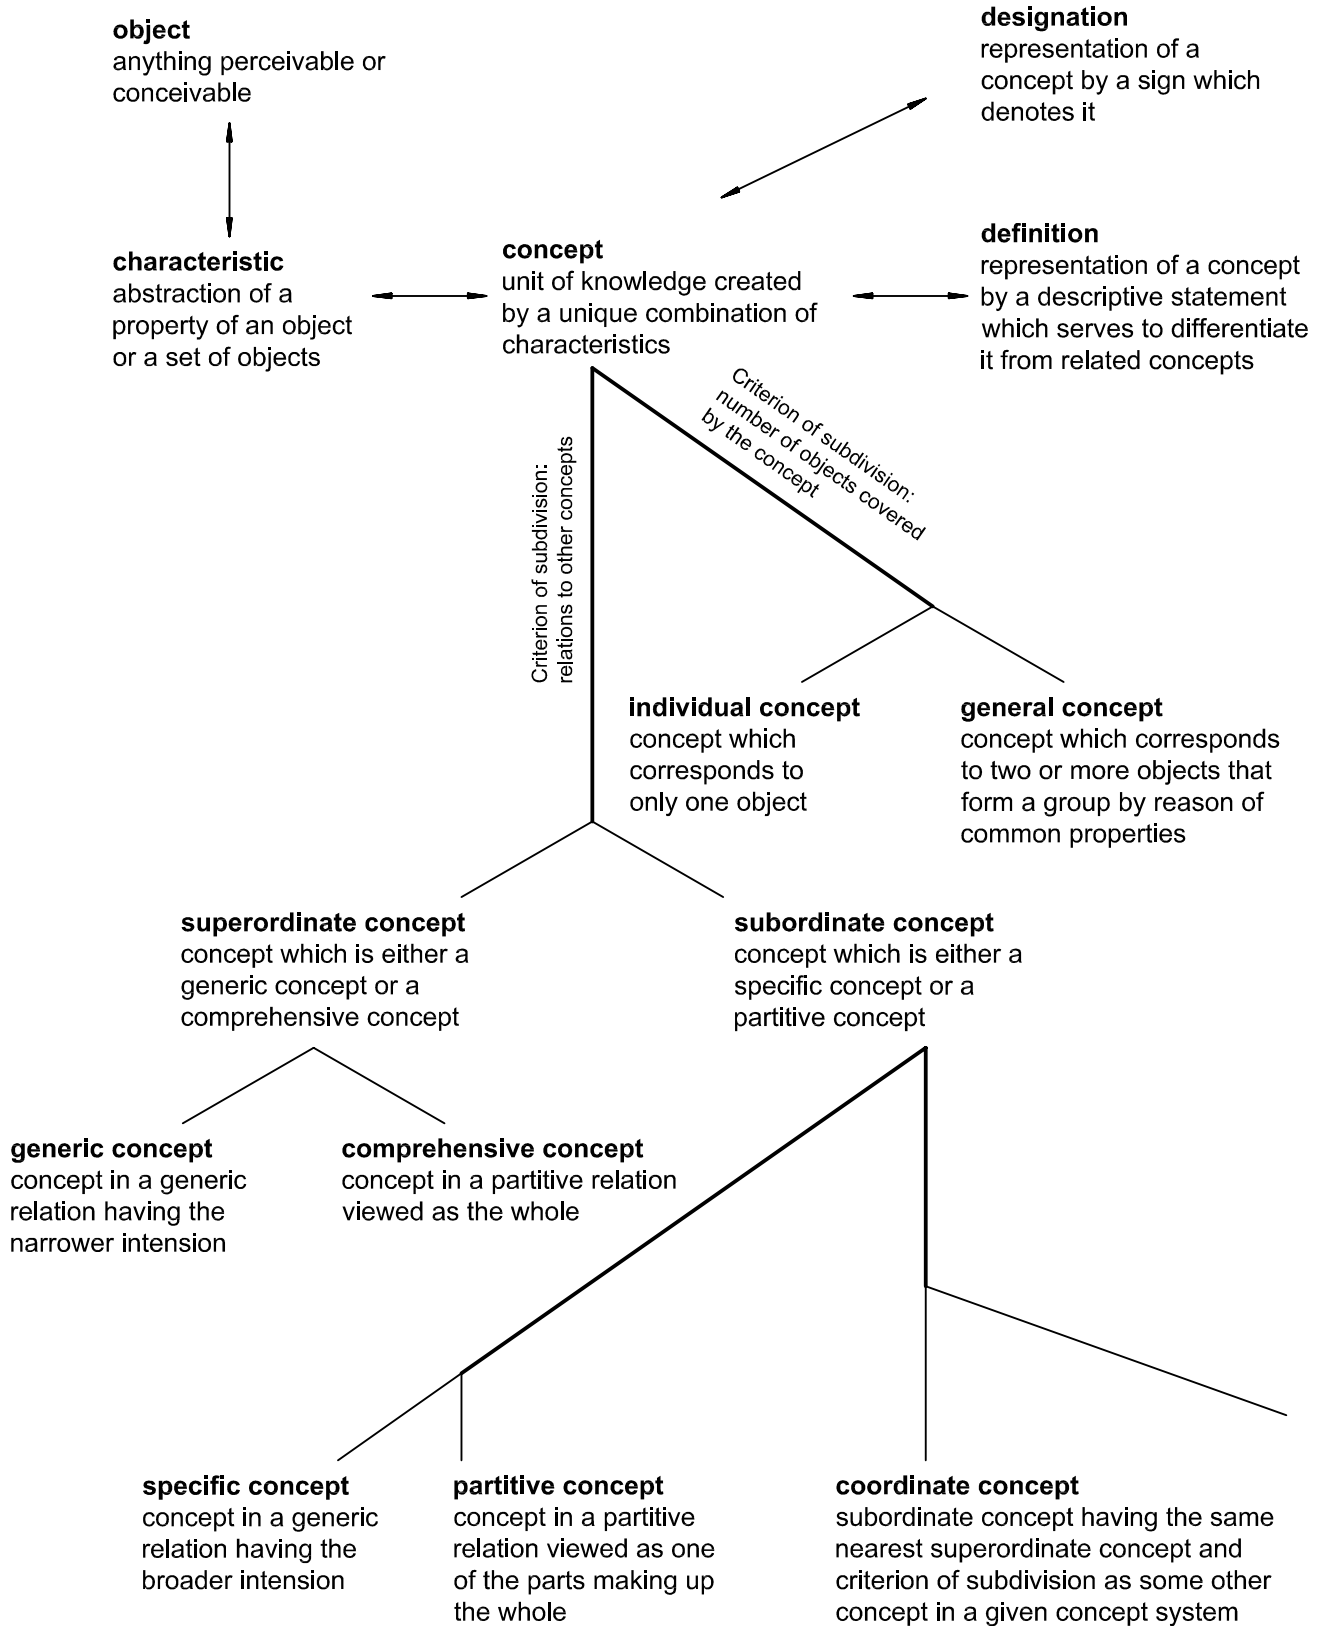 object
anything perceivable or
conceivable
designation
representation of a
concept by a sign which
denotes it
characteristic
abstraction of a
property of an object
or a set of objects
concept
unit of knowledge created
by a unique combination of
characteristics
definition
representation of a concept
by a descriptive statement
which serves to differentiate
it from related concepts
Criterion of subdivision:
relations to other concepts
Criterion of subdivision:
number of objects covered
by the concept
individual concept
concept which
corresponds to
only one object
general concept
concept which corresponds
to two or more objects that
form a group by reason of
common properties
superordinate concept
concept which is either a
generic concept or a
comprehensive concept
subordinate concept
concept which is either a
specific concept or a
partitive concept
generic concept
concept in a generic
relation having the
narrower intension
comprehensive concept
concept in a partitive relation
viewed as the whole
specific concept
concept in a generic
relation having the
broader intension
partitive concept
concept in a partitive
relation viewed as one
of the parts making up
the whole
coordinate concept
subordinate concept having the same
nearest superordinate concept and
criterion of subdivision as some other
concept in a given concept system